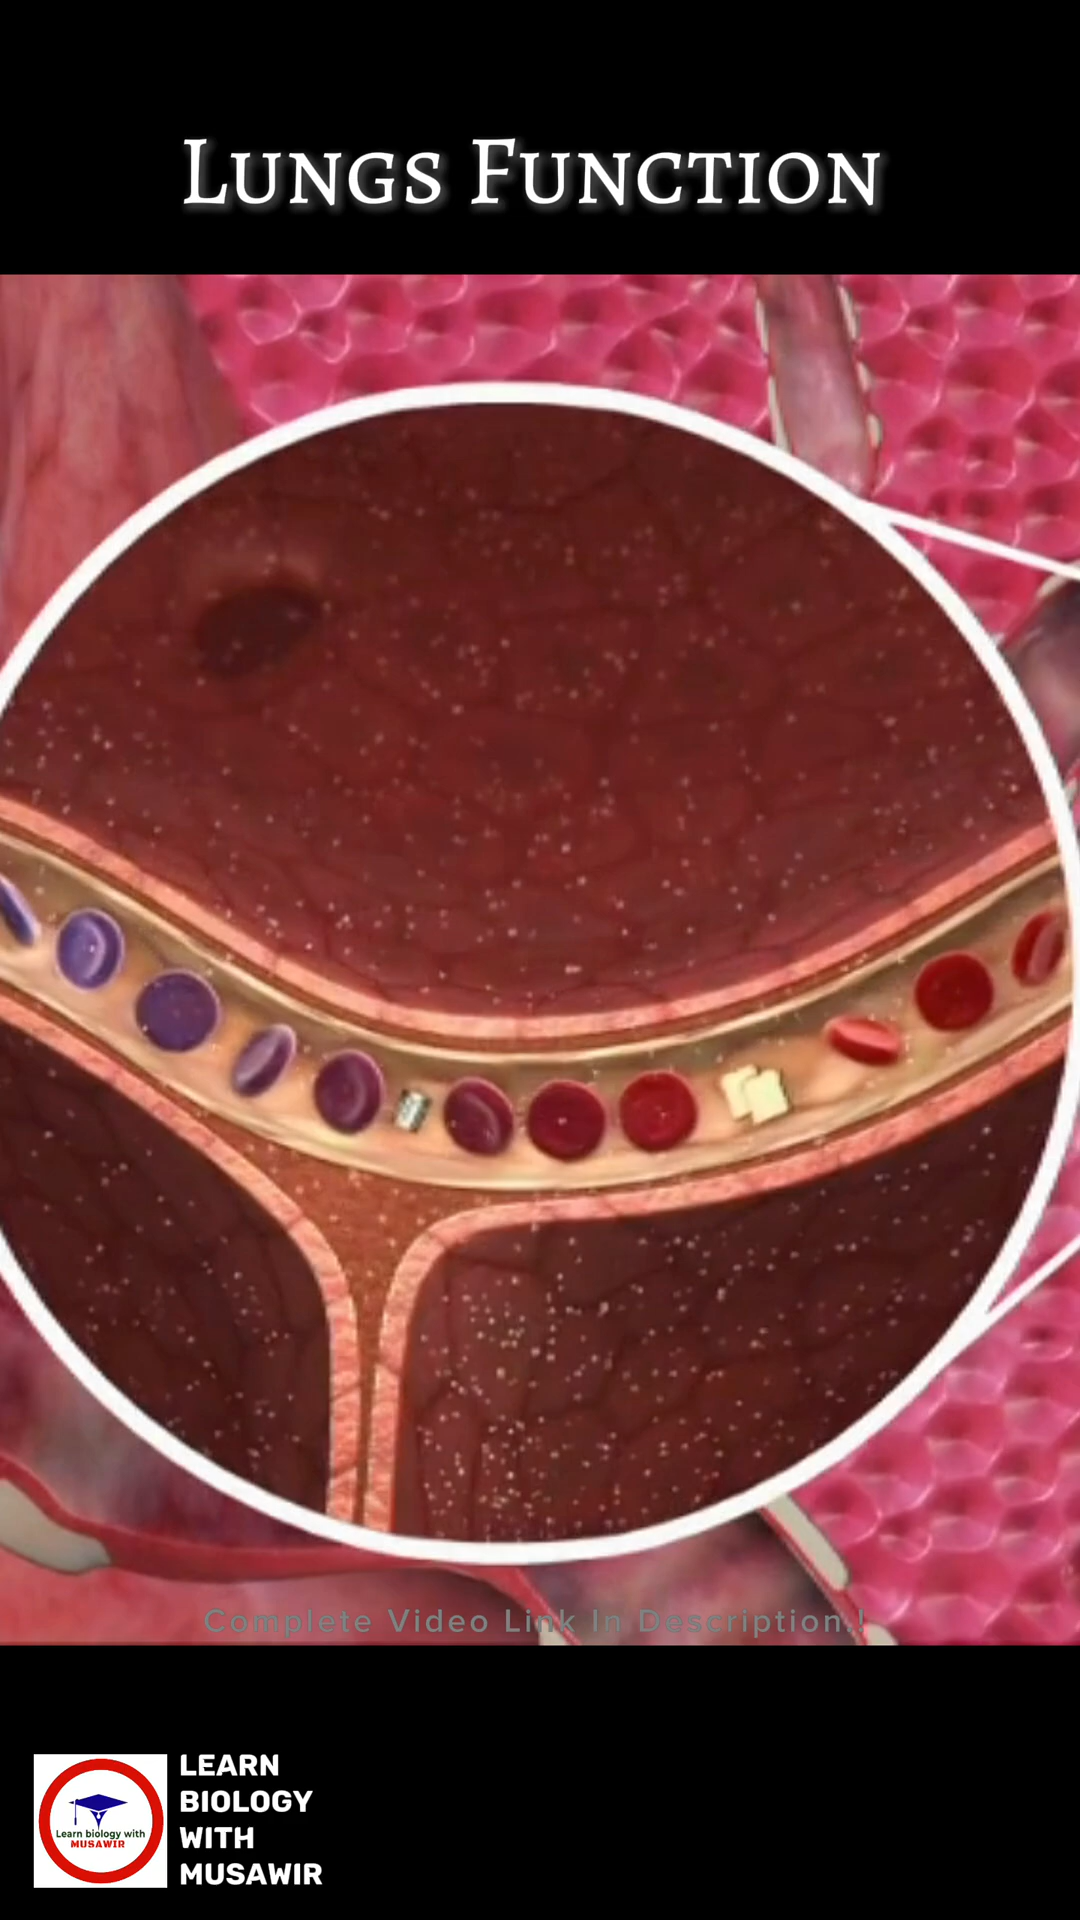 Lungs Function
Complete Video Link In Description.!
Learn biology with
MUSAWIR
LEARN
BIOLOGY
WITH
MUSAWIR